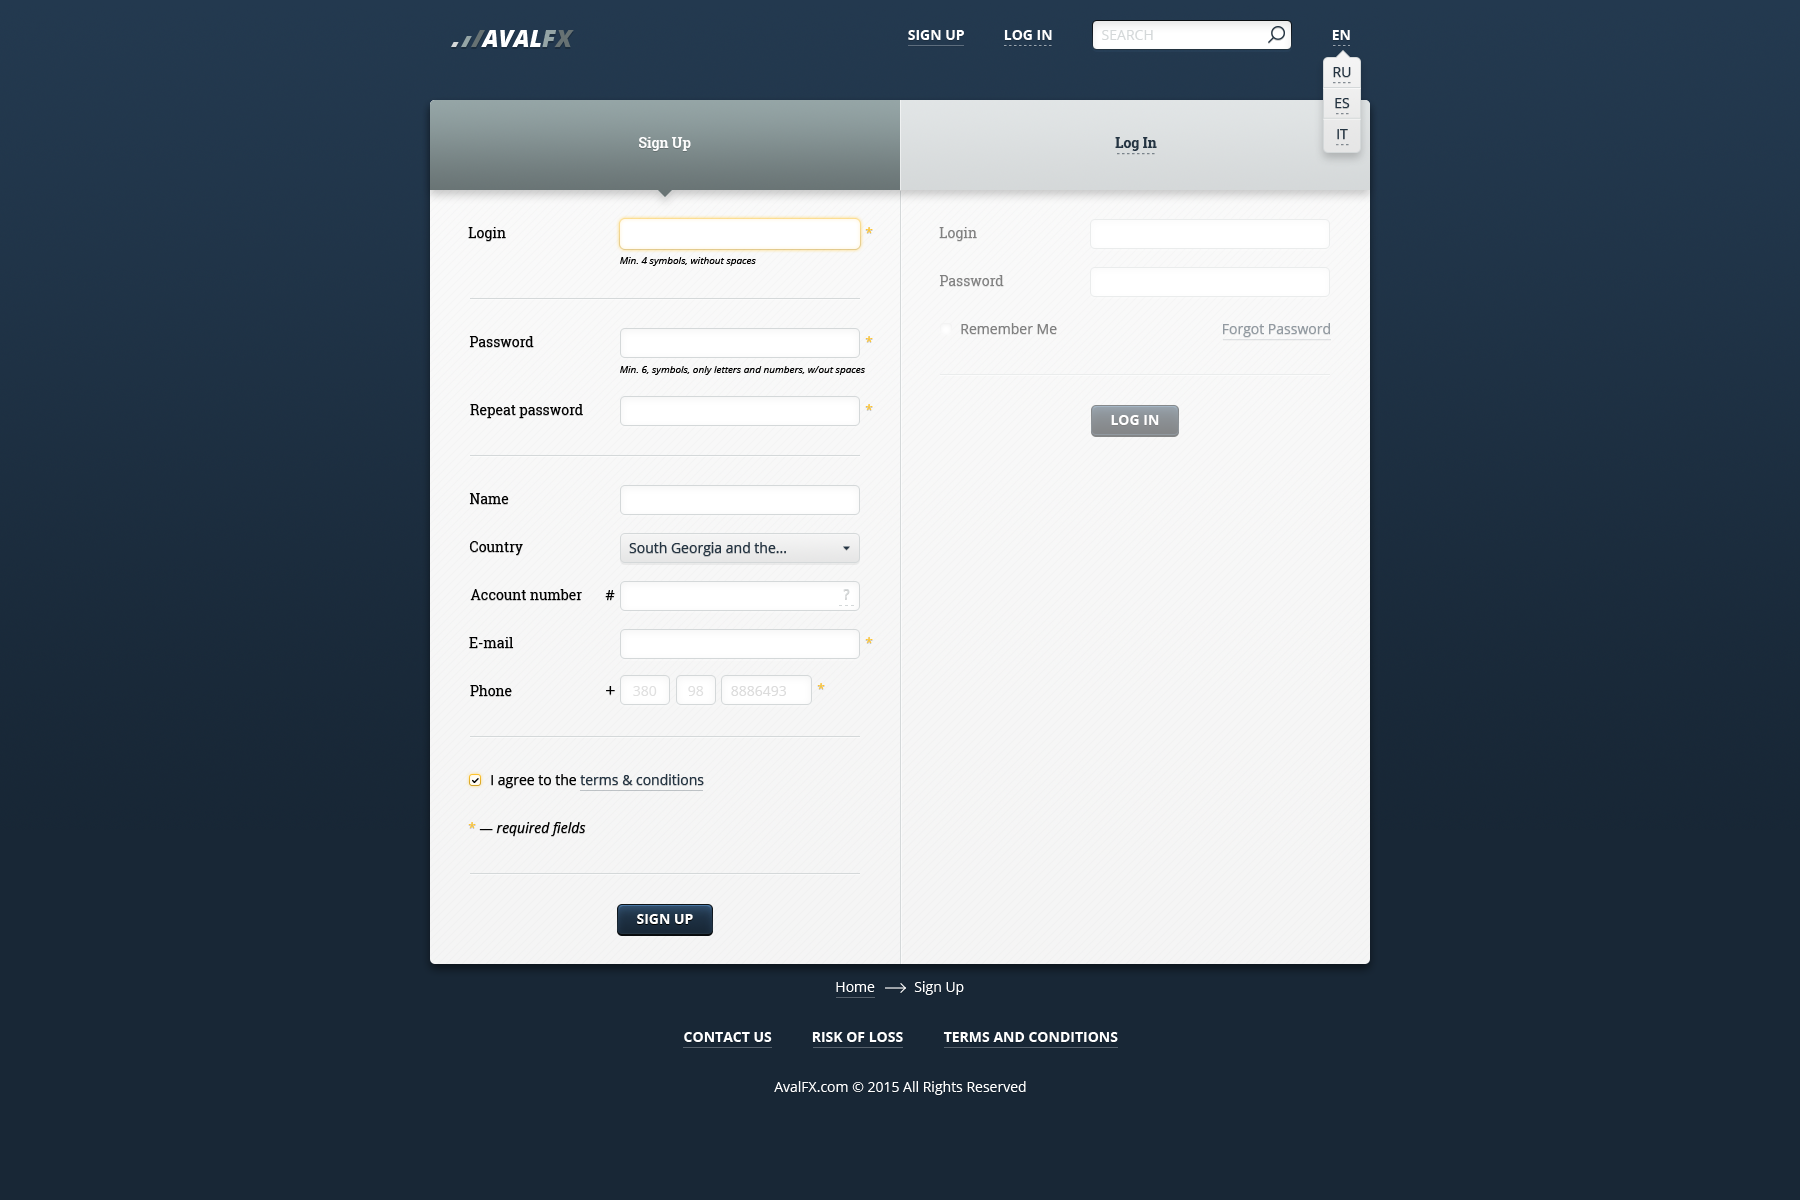 AVALFX
SIGN UP
LOG IN
SEARCH
EN
RU
ES
IT
Sign Up
Log In
Login *
Min. 4 symbols, without spaces
Password *
Min. 6, symbols, only letters and numbers, w/out spaces
Repeat password *
Name
Country South Georgia and the...
Account number # ?
E-mail *
Phone + 380 98 8886493 *
I agree to the terms & conditions
* — required fields
SIGN UP
Login
Password
Remember Me Forgot Password
LOG IN
Home → Sign Up
CONTACT US RISK OF LOSS TERMS AND CONDITIONS
AvalFX.com © 2015 All Rights Reserved